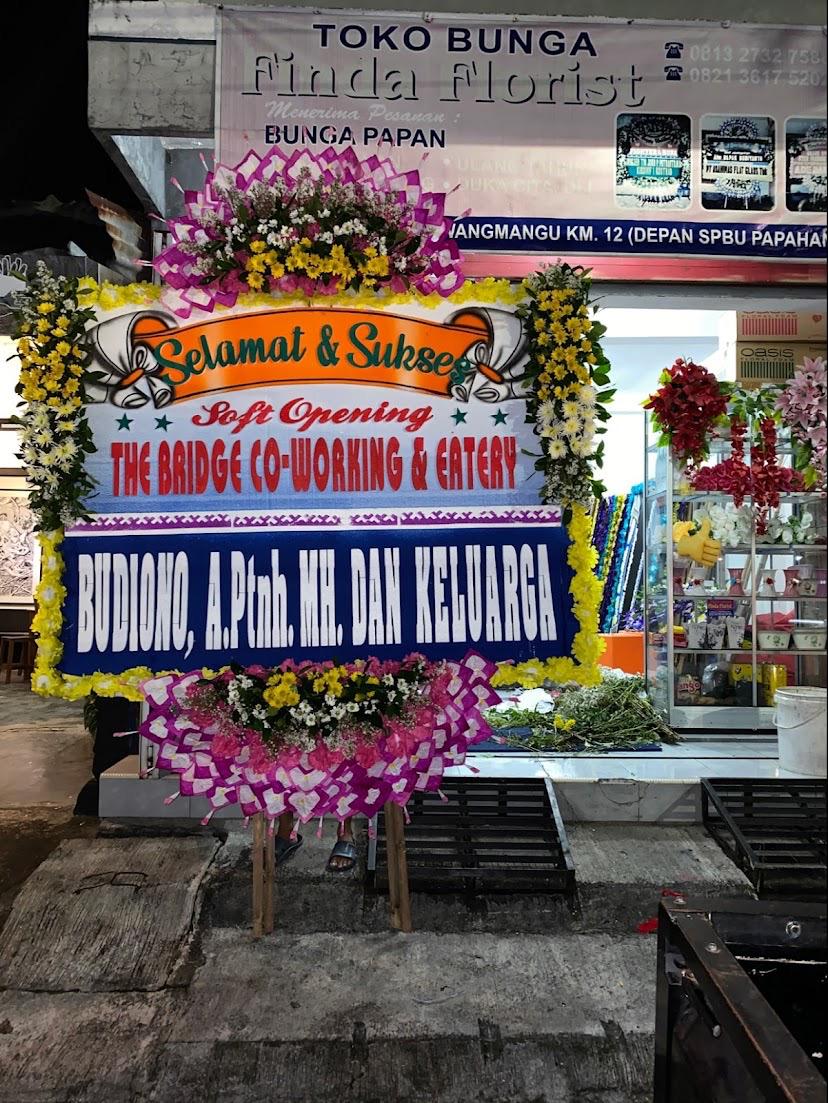 TOKO BUNGA
Finda Florist
0813 2732 758
0821 3617 520
Menerima Pesanan :
BUNGA PAPAN
WANGMANGU KM. 12 (DEPAN SPBU PAPAHAN
Selamat & Sukses
Soft Opening
THE BRIDGE CO-WORKING & EATERY
BUDIONO, A.Ptnh. MH. DAN KELUARGA
OASIS